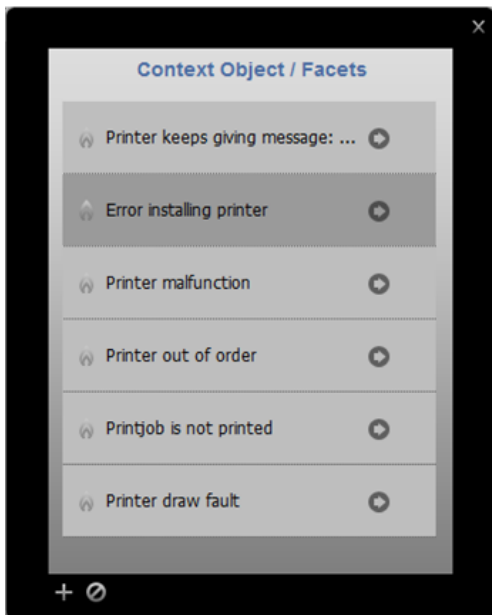 Context Object / Facets
Printer keeps giving message: ...
Error installing printer
Printer malfunction
Printer out of order
Printjob is not printed
Printer draw fault